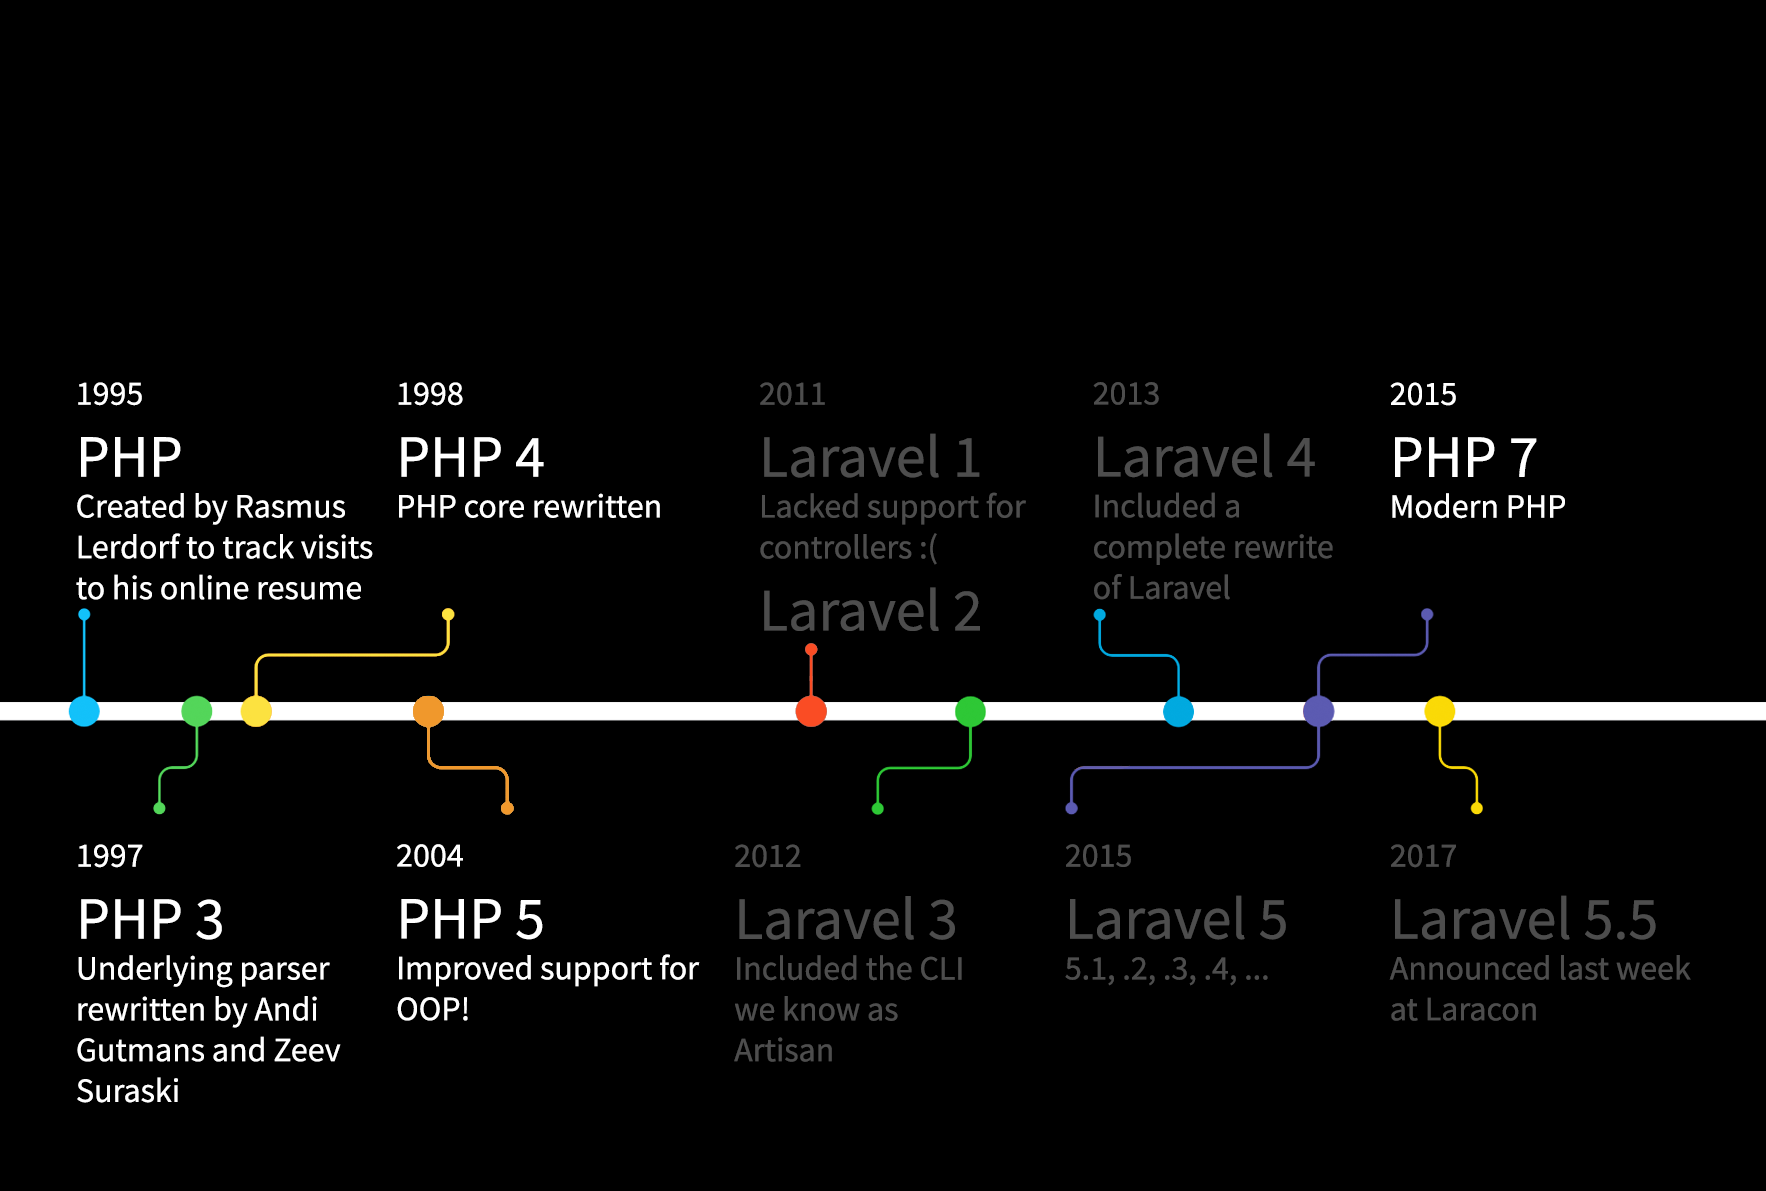 1995
PHP
Created by Rasmus
Lerdorf to track visits
to his online resume
1998
PHP 4
PHP core rewritten
2011
Laravel 1
Lacked support for
controllers :(
Laravel 2
2013
Laravel 4
Included a
complete rewrite
of Laravel
2015
PHP 7
Modern PHP
1997
PHP 3
Underlying parser
rewritten by Andi
Gutmans and Zeev
Suraski
2004
PHP 5
Improved support for
OOP!
2012
Laravel 3
Included the CLI
we know as
Artisan
2015
Laravel 5
5.1, .2, .3, .4, ...
2017
Laravel 5.5
Announced last week
at Laracon